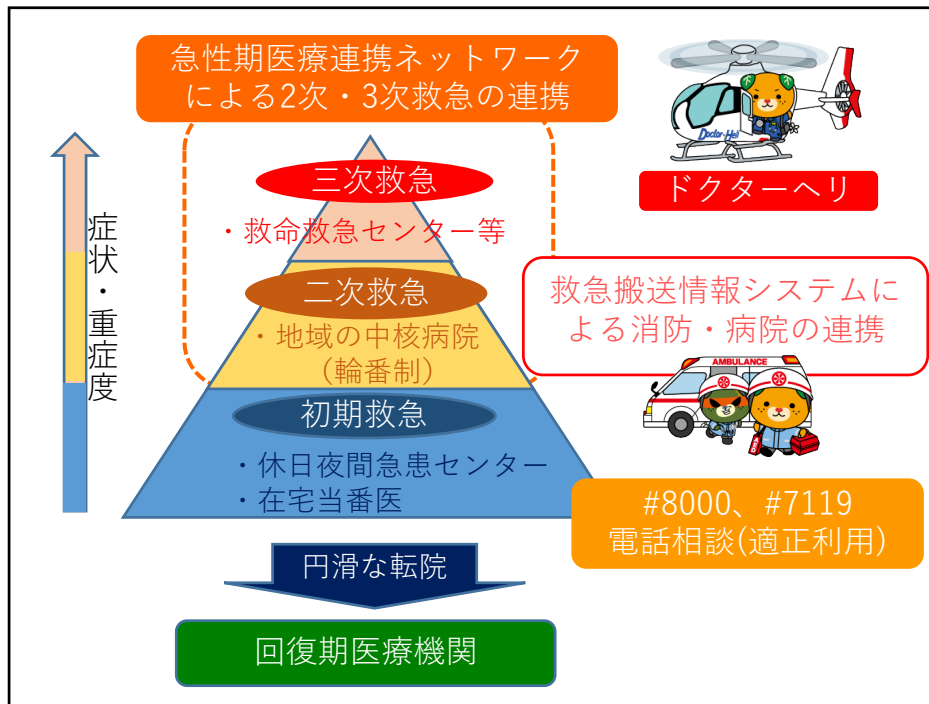 急性期医療連携ネットワーク
による2次・3次救急の連携
Doctor-Heli
ドクターヘリ
症状・重症度
三次救急
・救命救急センター等
二次救急
・地域の中核病院
(輪番制)
救急搬送情報システムに
よる消防・病院の連携
AMBULANCE
初期救急
・休日夜間急患センター
・在宅当番医
#8000、#7119
電話相談(適正利用)
円滑な転院
回復期医療機関